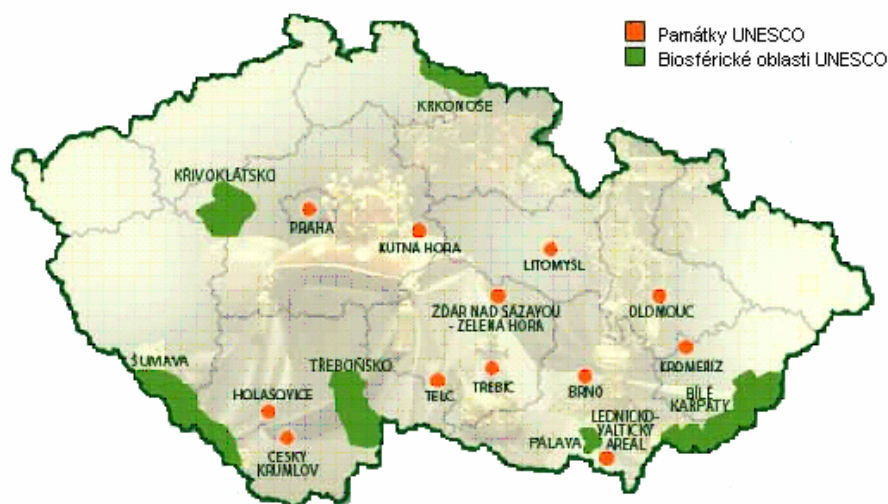 Památky UNESCO
Biosférické oblasti UNESCO
KRKONOŠE
KŘIVOKLÁTSKO
PRAHA
KUTNÁ HORA
LITOMYŠL
ŽĎÁR NAD SÁZAVOU
- ZELENÁ HORA
OLOMOUC
ŠUMAVA
TŘEBOŇSKO
KROMĚŘÍŽ
HOLAŠOVICE
TELČ
TŘEBÍČ
BRNO
BÍLÉ
KARPATY
ČESKÝ
KRUMLOV
PÁLAVA
LEDNICKO-
VALTICKÝ
AREÁL